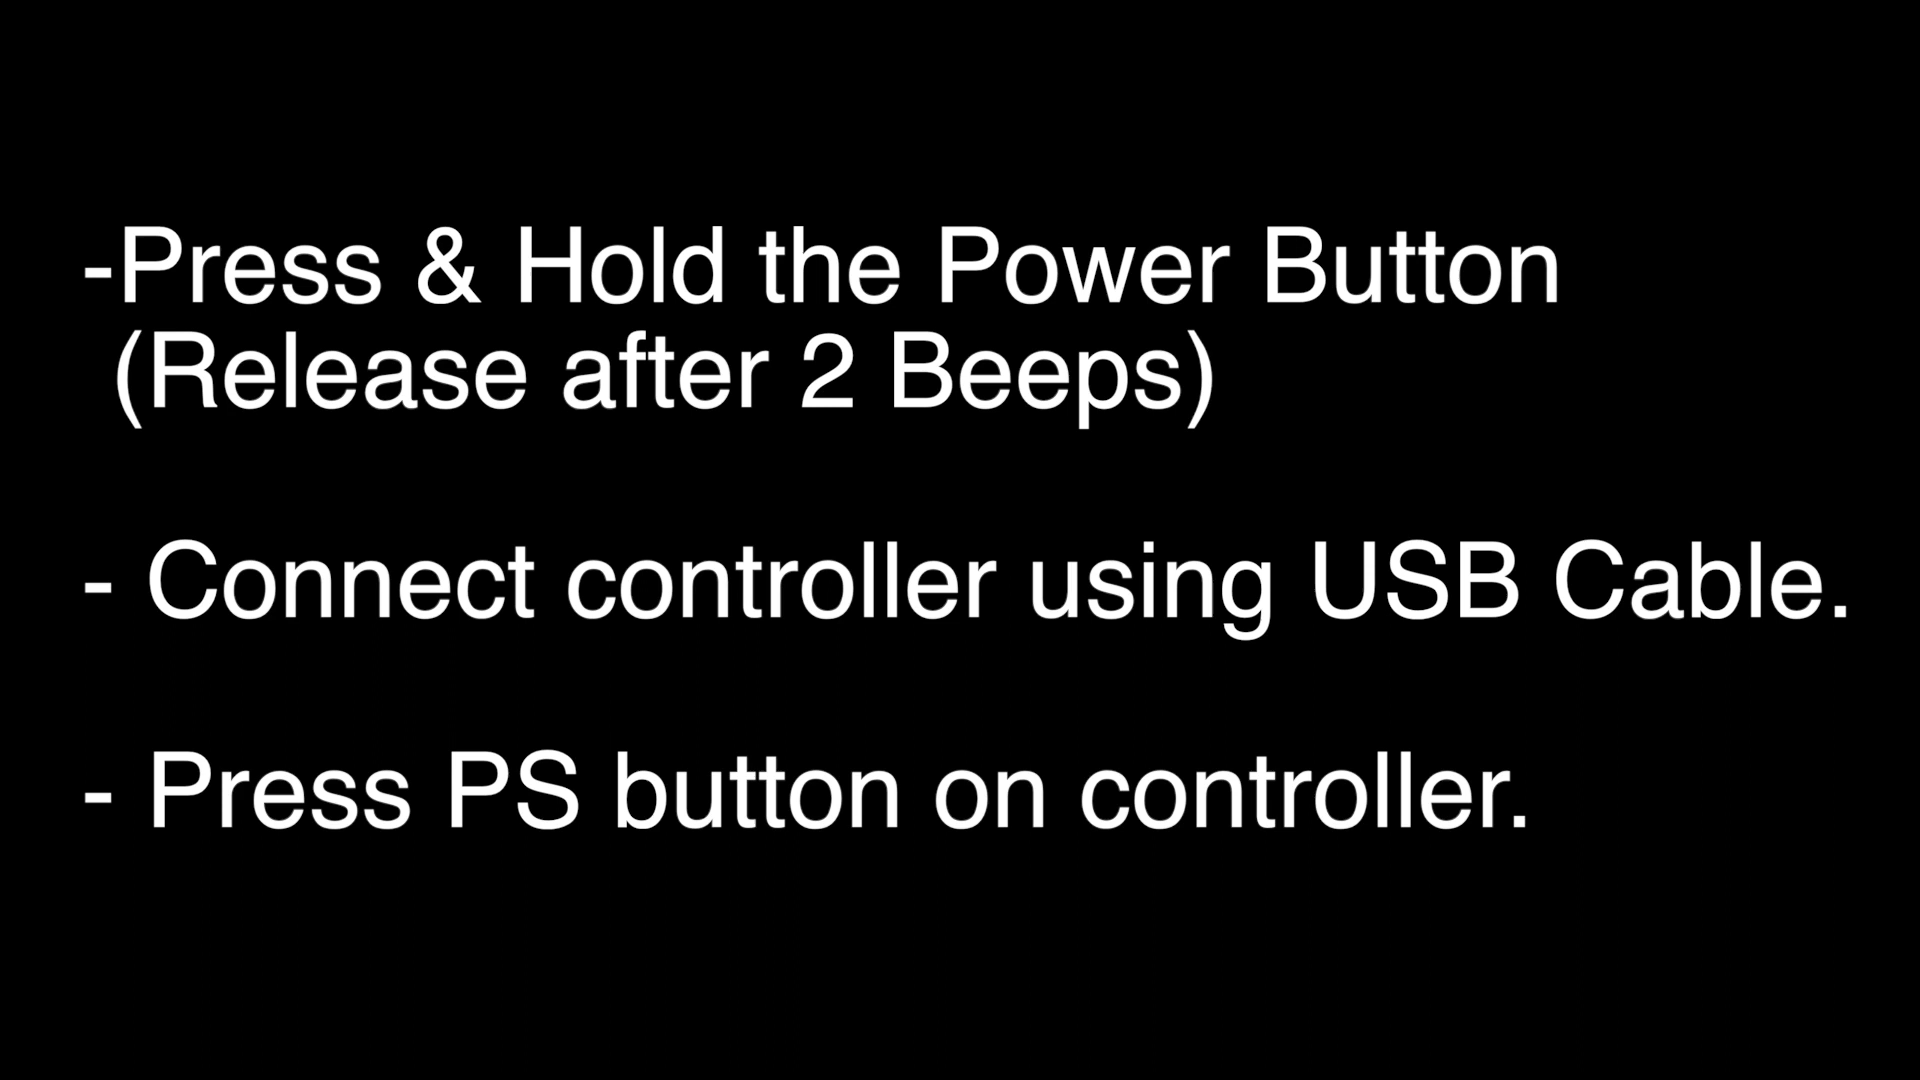 -Press & Hold the Power Button
(Release after 2 Beeps)
- Connect controller using USB Cable.
- Press PS button on controller.